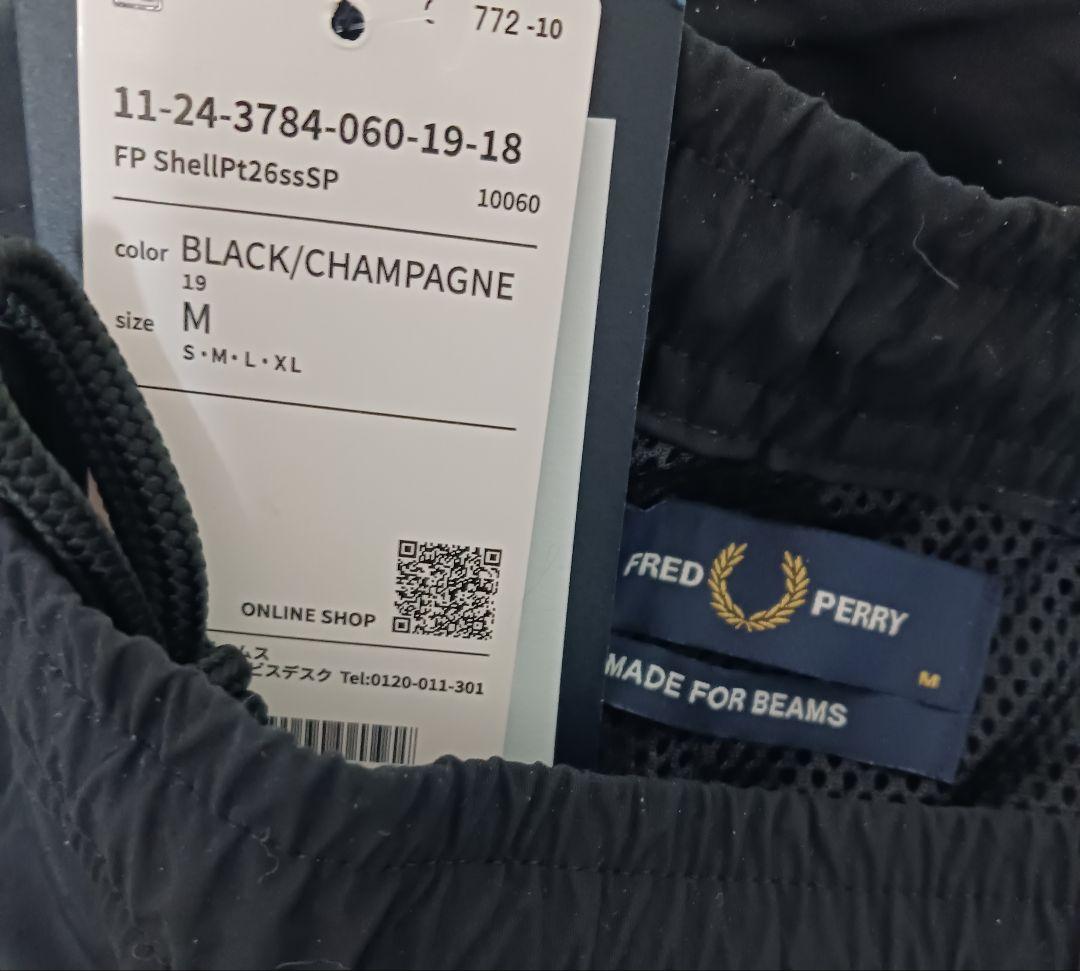 772 -10
11-24-3784-060-19-18
FP ShellPt26ssSP
10060
color BLACK/CHAMPAGNE
19
size M
S・M・L・XL
ONLINE SHOP
ムス
ビスデスク Tel:0120-011-301
FRED PERRY
M
MADE FOR BEAMS